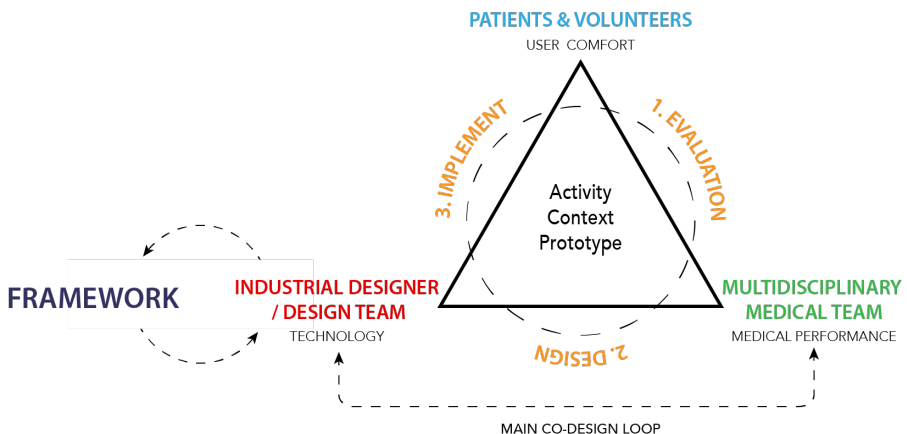 PATIENTS & VOLUNTEERS
USER COMFORT
3. IMPLEMENT
1. EVALUATION
Activity
Context
Prototype
FRAMEWORK
INDUSTRIAL DESIGNER
/ DESIGN TEAM
TECHNOLOGY
MULTIDISCIPLINARY
MEDICAL TEAM
MEDICAL PERFORMANCE
2. DESIGN
MAIN CO-DESIGN LOOP